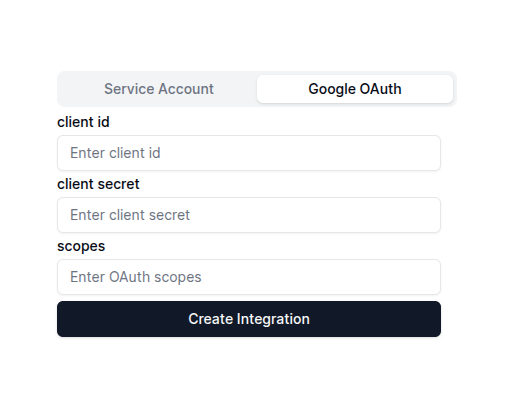 Service Account Google OAuth
client id
Enter client id
client secret
Enter client secret
scopes
Enter OAuth scopes
Create Integration